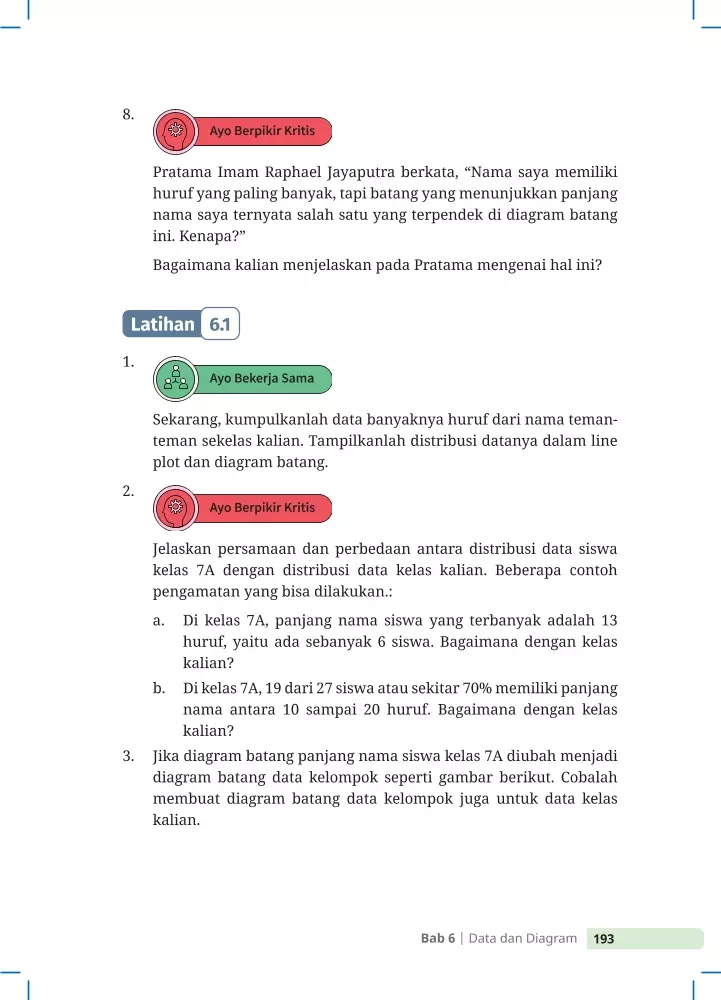 8.
Ayo Berpikir Kritis
Pratama Imam Raphael Jayaputra berkata, “Nama saya memiliki
huruf yang paling banyak, tapi batang yang menunjukkan panjang
nama saya ternyata salah satu yang terpendek di diagram batang
ini. Kenapa?”
Bagaimana kalian menjelaskan pada Pratama mengenai hal ini?
Latihan 6.1
1.
Ayo Bekerja Sama
Sekarang, kumpulkanlah data banyaknya huruf dari nama teman-
teman sekelas kalian. Tampilkanlah distribusi datanya dalam line
plot dan diagram batang.
2.
Ayo Berpikir Kritis
Jelaskan persamaan dan perbedaan antara distribusi data siswa
kelas 7A dengan distribusi data kelas kalian. Beberapa contoh
pengamatan yang bisa dilakukan.:
a. Di kelas 7A, panjang nama siswa yang terbanyak adalah 13
huruf, yaitu ada sebanyak 6 siswa. Bagaimana dengan kelas
kalian?
b. Di kelas 7A, 19 dari 27 siswa atau sekitar 70% memiliki panjang
nama antara 10 sampai 20 huruf. Bagaimana dengan kelas
kalian?
3. Jika diagram batang panjang nama siswa kelas 7A diubah menjadi
diagram batang data kelompok seperti gambar berikut. Cobalah
membuat diagram batang data kelompok juga untuk data kelas
kalian.
Bab 6 | Data dan Diagram 193